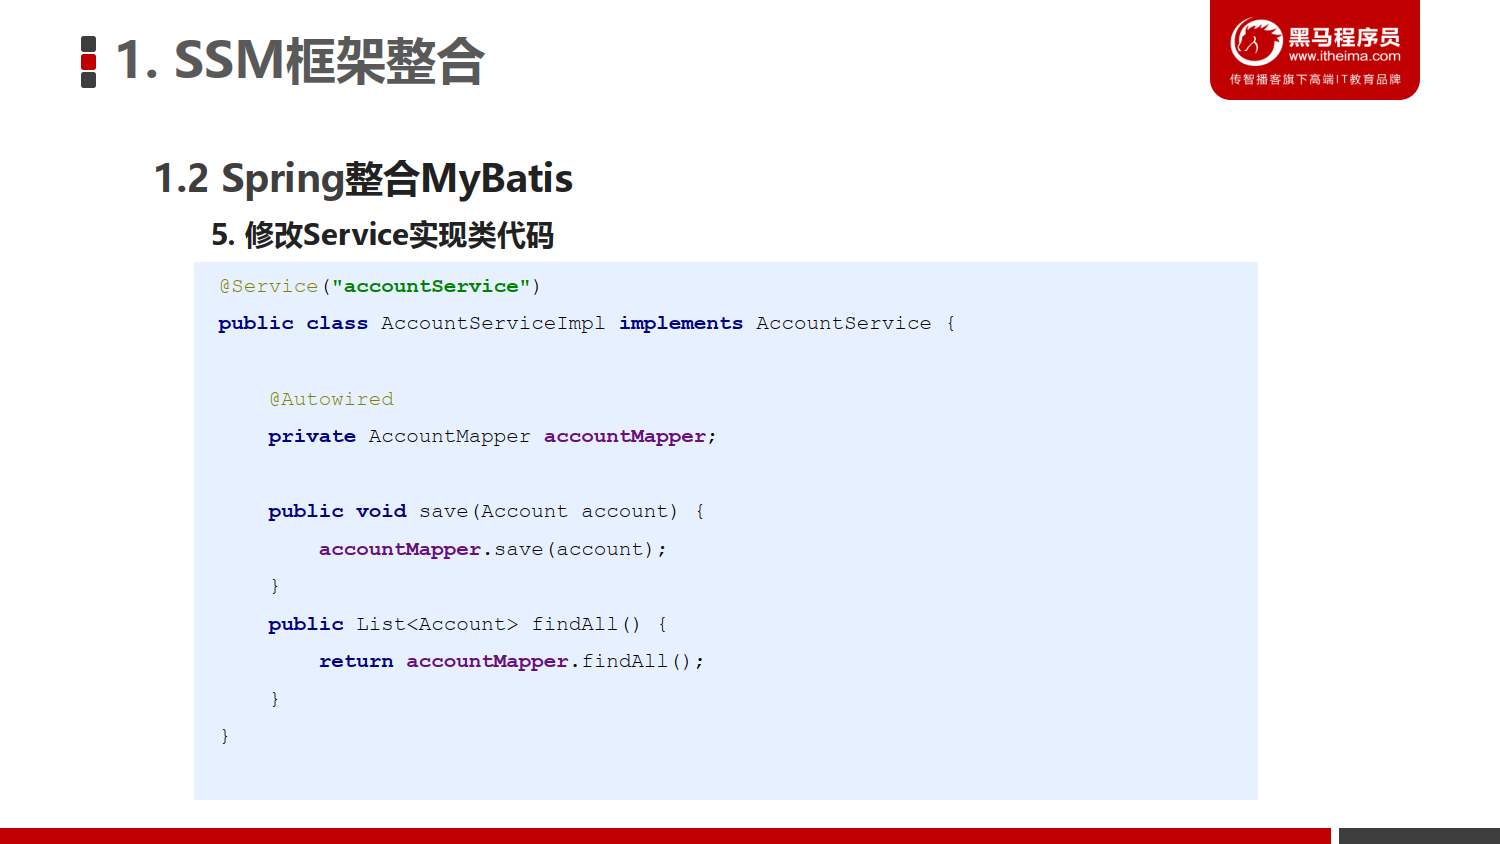 1. SSM框架整合
黑马程序员
www.itheima.com
传智播客旗下高端IT教育品牌
1.2 Spring整合MyBatis
5. 修改Service实现类代码
@Service("accountService")
public class AccountServiceImpl implements AccountService {
@Autowired
private AccountMapper accountMapper;
public void save(Account account) {
accountMapper.save(account);
}
public List<Account> findAll() {
return accountMapper.findAll();
}
}